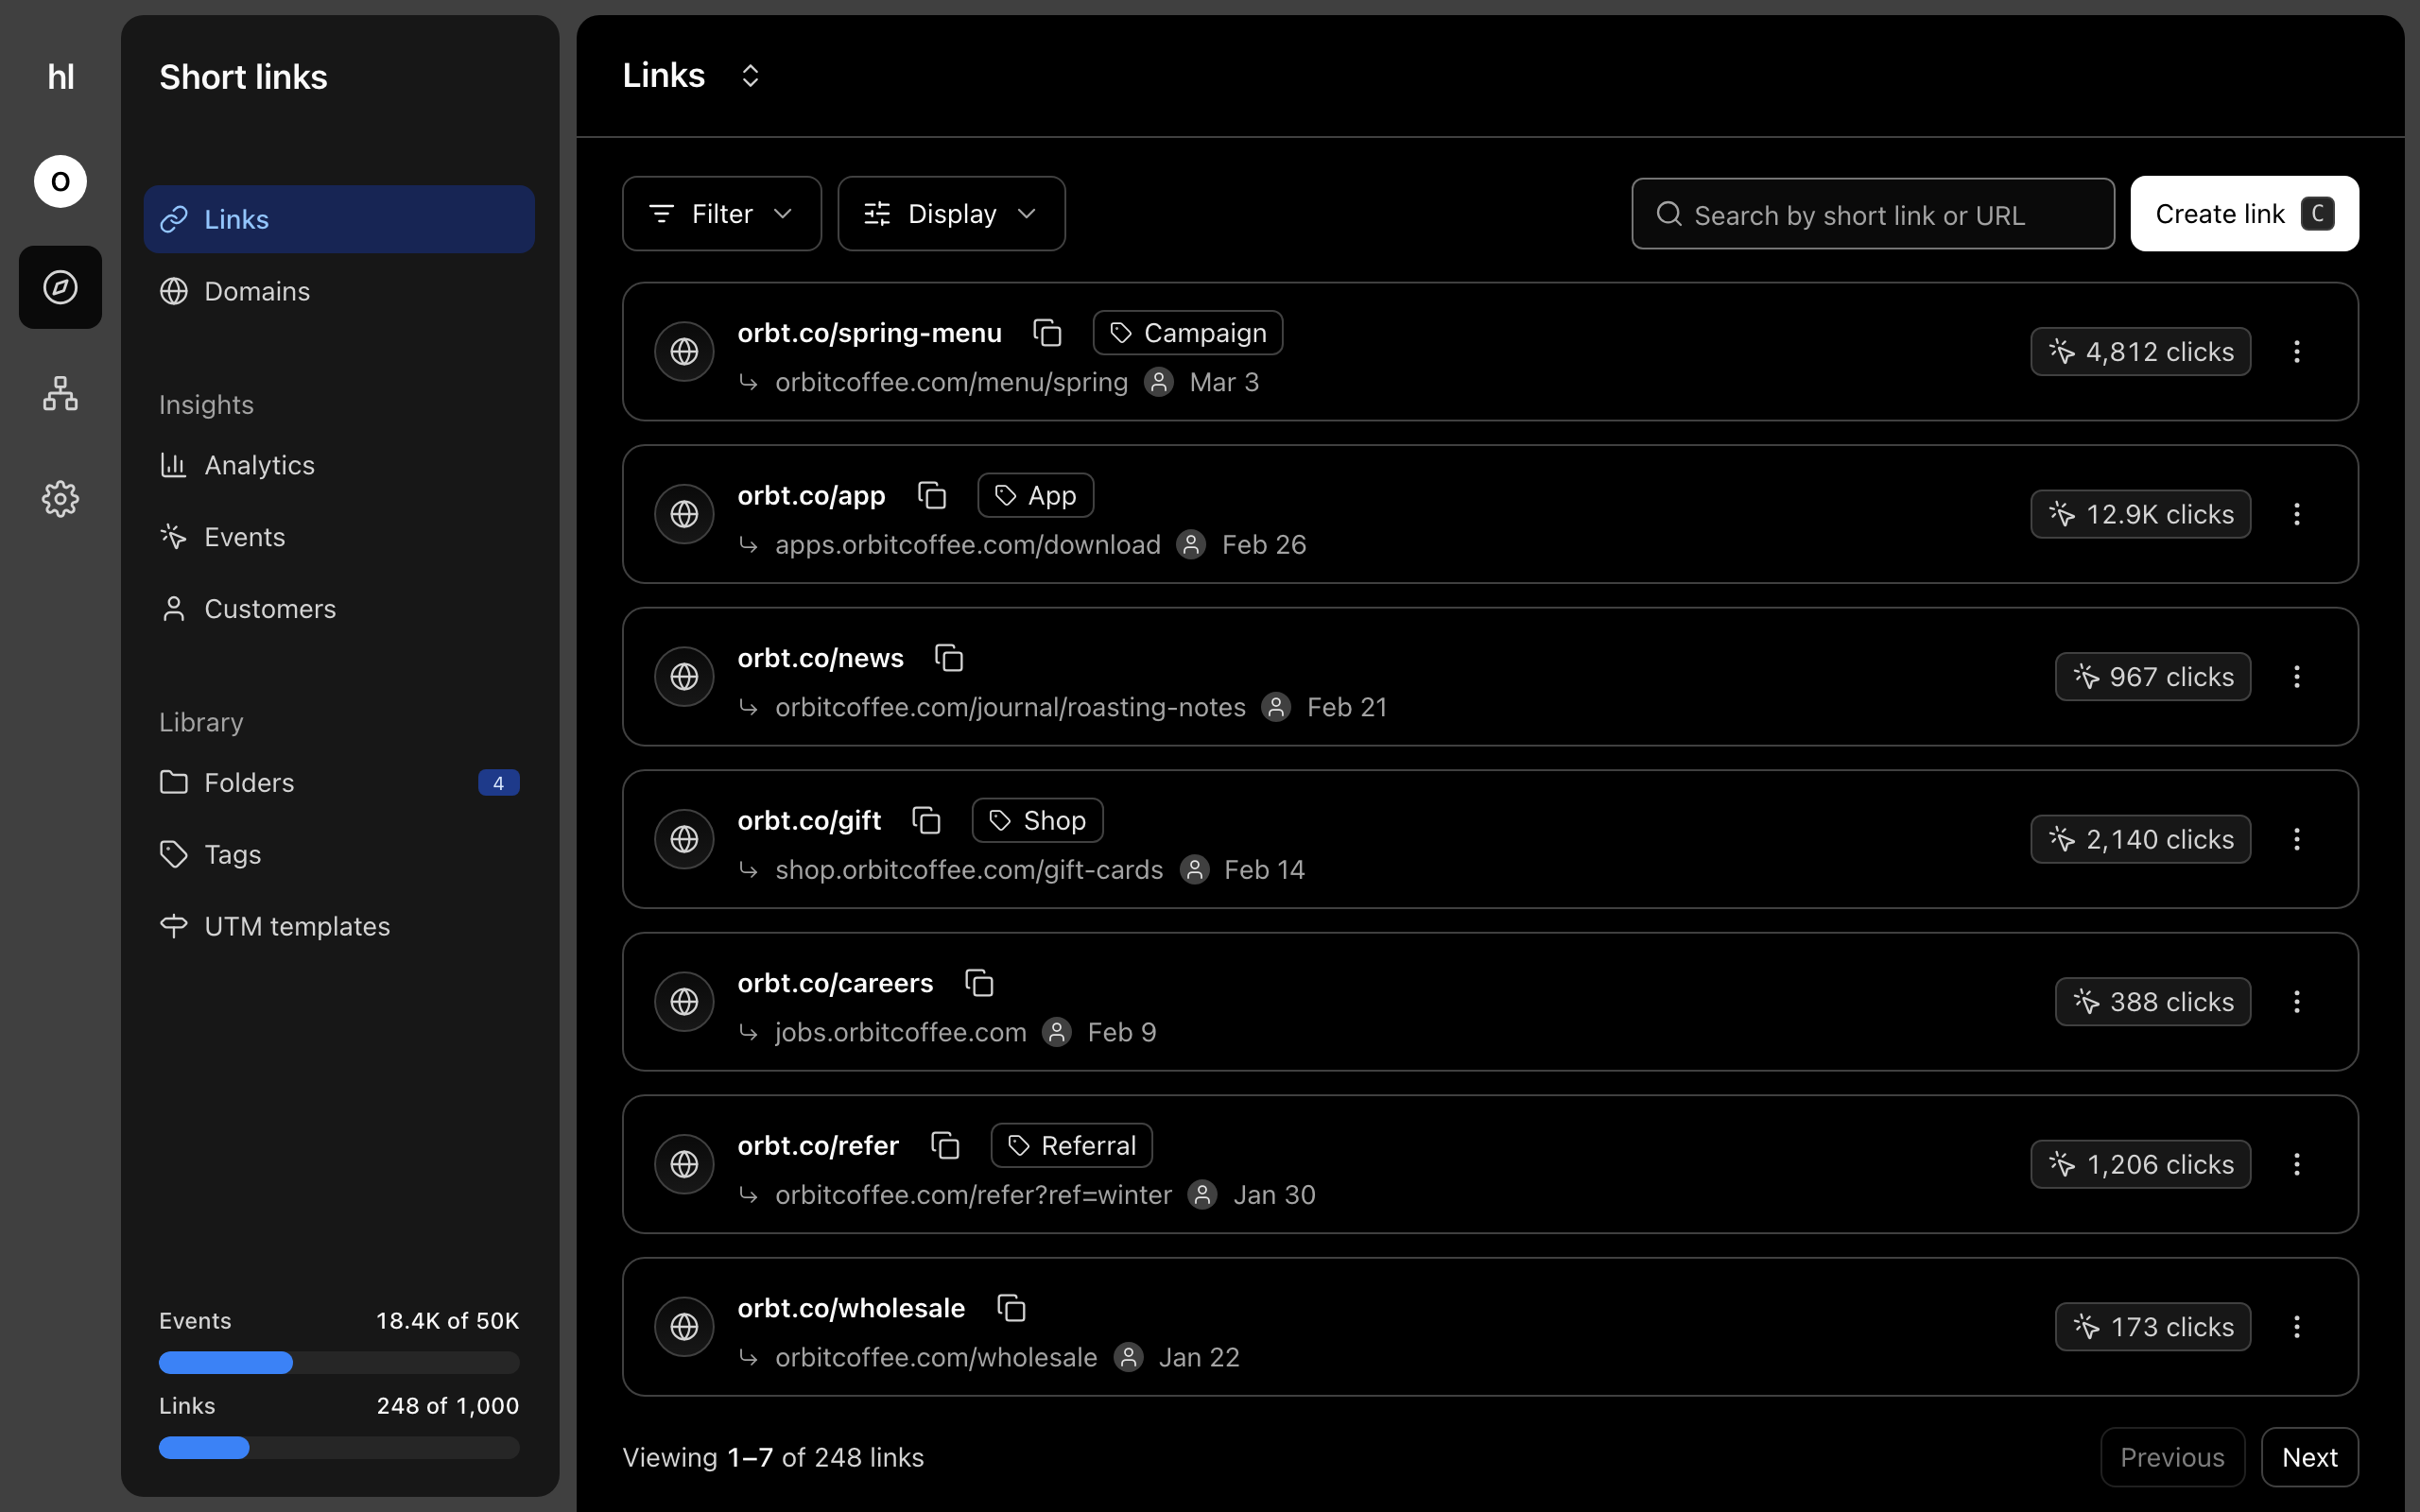 hl
O
Short links
Links
Domains
Insights
Analytics
Events
Customers
Library
Folders 4
Tags
UTM templates
Events 18.4K of 50K
Links 248 of 1,000
Links
Filter
Display
Search by short link or URL
Create link C
orbt.co/spring-menu Campaign
orbitcoffee.com/menu/spring Mar 3
4,812 clicks
orbt.co/app App
apps.orbitcoffee.com/download Feb 26
12.9K clicks
orbt.co/news
orbitcoffee.com/journal/roasting-notes Feb 21
967 clicks
orbt.co/gift Shop
shop.orbitcoffee.com/gift-cards Feb 14
2,140 clicks
orbt.co/careers
jobs.orbitcoffee.com Feb 9
388 clicks
orbt.co/refer Referral
orbitcoffee.com/refer?ref=winter Jan 30
1,206 clicks
orbt.co/wholesale
orbitcoffee.com/wholesale Jan 22
173 clicks
Viewing 1–7 of 248 links
Previous
Next